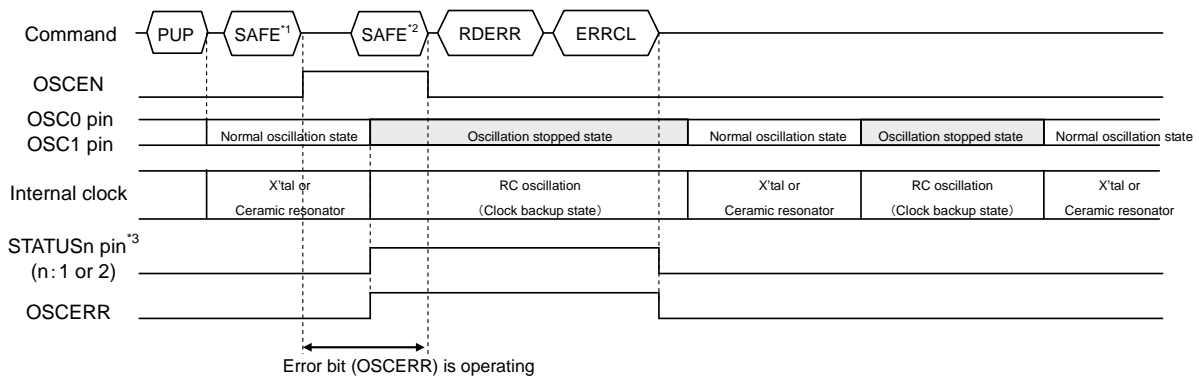 Command PUP SAFE*1 SAFE*2 RDERR ERRCL
OSCEN
OSC0 pin
OSC1 pin
Normal oscillation state Oscillation stopped state Normal oscillation state Oscillation stopped state Normal oscillation state
Internal clock
X'tal or RC oscillation X'tal or RC oscillation X'tal or
Ceramic resonator (Clock backup state) Ceramic resonator (Clock backup state) Ceramic resonator
STATUSn pin*3
(n:1 or 2)
OSCERR
Error bit (OSCERR) is operating